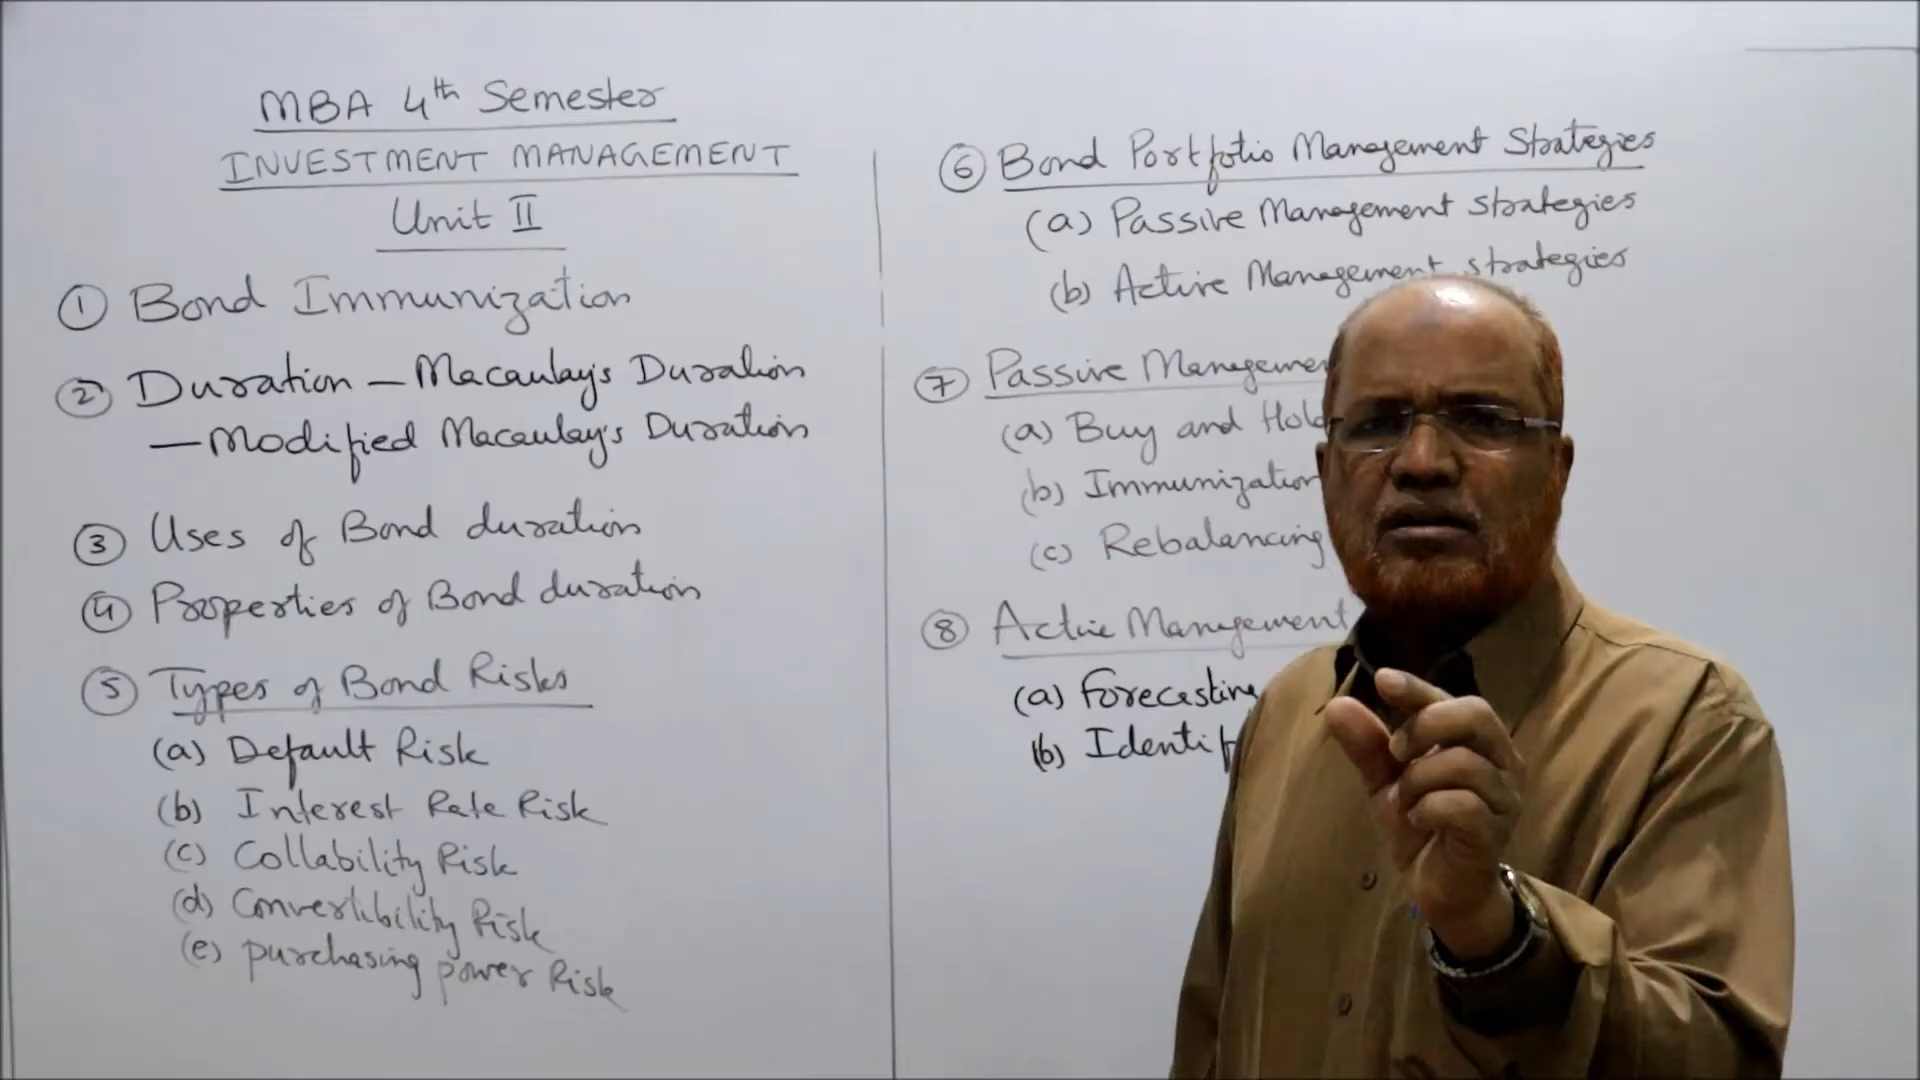 MBA 4th Semester
INVESTMENT MANAGEMENT
Unit II
① Bond Immunization
② Duration – Macaulay's Duration
– Modified Macaulay's Duration
③ Uses of Bond duration
④ Properties of Bond duration
⑤ Types of Bond Risks
(a) Default Risk
(b) Interest Rate Risk
(c) Collability Risk
(d) Convertibility Risk
(e) purchasing power Risk
⑥ Bond Portfolio Management Strategies
(a) Passive Management strategies
(b) Active Management strategies
⑦ Passive
(a) Buy and
(b) Immunization
(c) Rebalancing
⑧ Active Management
(a) Forecasting